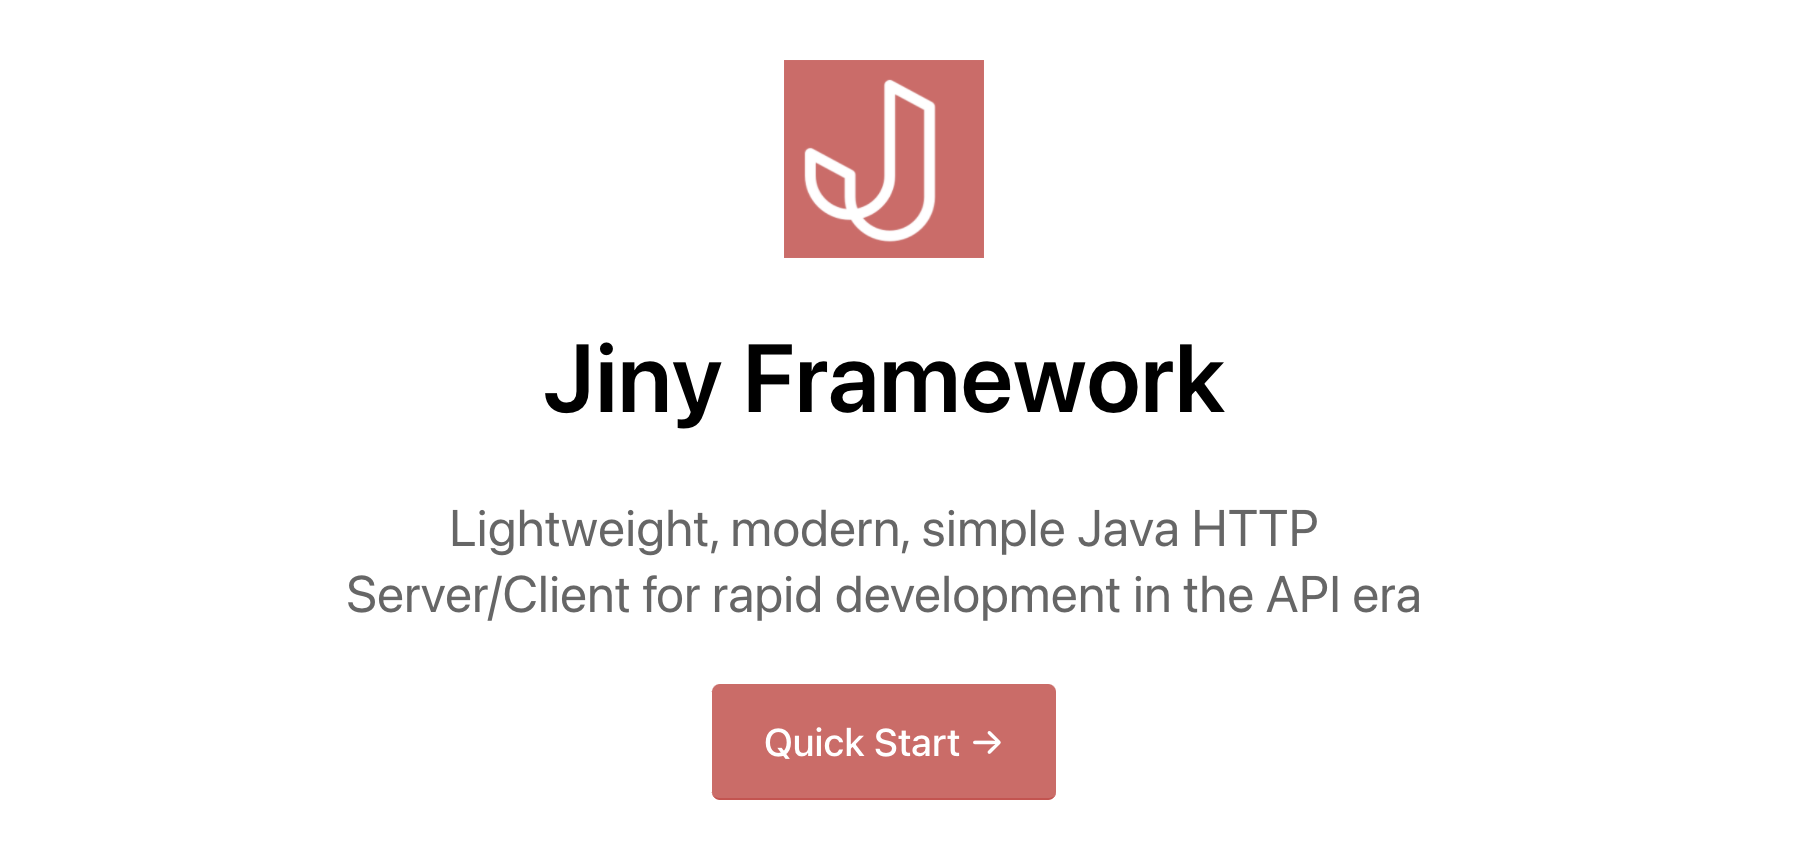 Jiny Framework
Lightweight, modern, simple Java HTTP
Server/Client for rapid development in the API era
Quick Start →